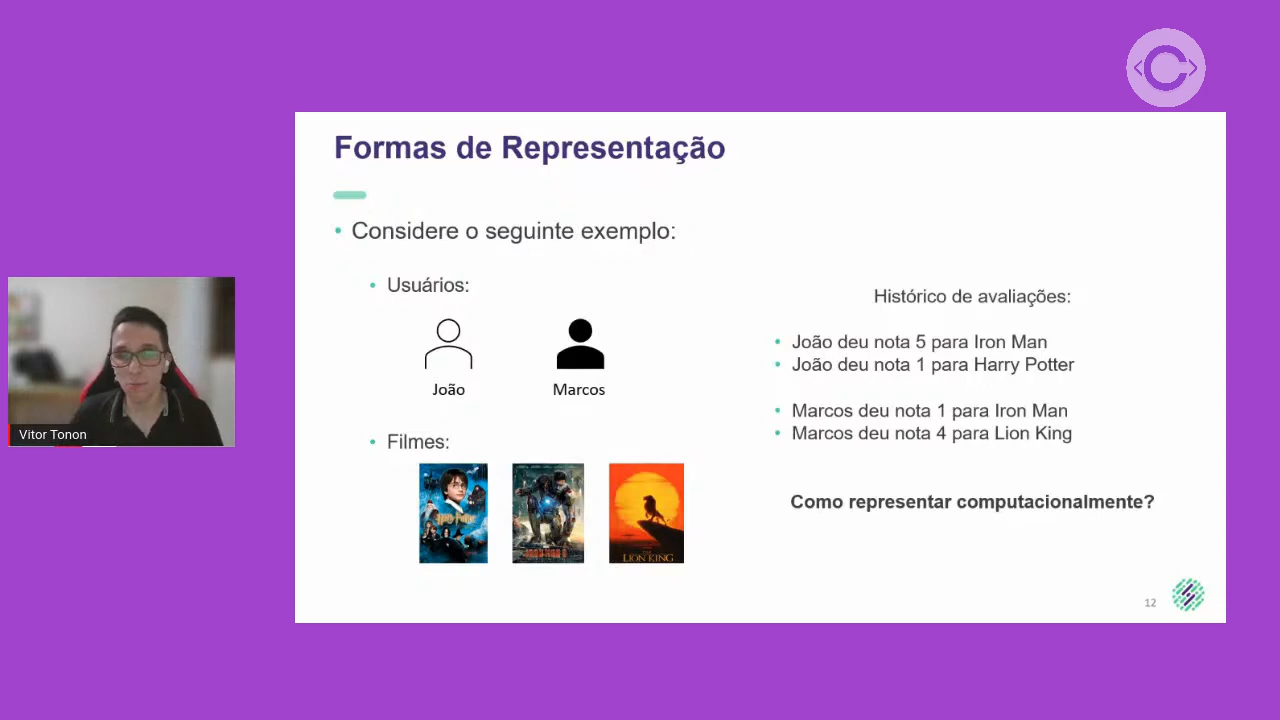 Formas de Representação
• Considere o seguinte exemplo:
• Usuários:
João
Marcos
• Filmes:
LION KING
Histórico de avaliações:
• João deu nota 5 para Iron Man
• João deu nota 1 para Harry Potter
• Marcos deu nota 1 para Iron Man
• Marcos deu nota 4 para Lion King
Como representar computacionalmente?
12
Vitor Tonon